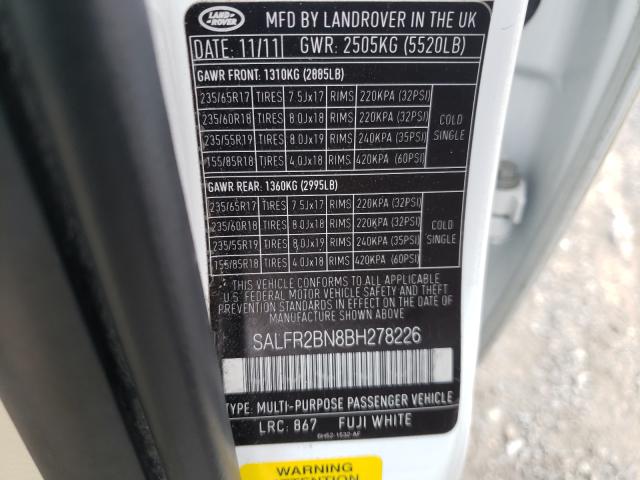 LAND ROVER
MFD BY LANDROVER IN THE UK
DATE: 11/11 GWR: 2505KG (5520LB)
GAWR FRONT: 1310KG (2885LB)
235/65R17 TIRES 7.5Jx17 RIMS 220KPA (32PSI)
235/60R18 TIRES 8.0Jx18 RIMS 220KPA (32PSI)
235/55R19 TIRES 8.0Jx19 RIMS 240KPA (35PSI)
155/85R18 TIRES 4.0Jx18 RIMS 420KPA (60PSI)
COLD
SINGLE
GAWR REAR: 1360KG (2995LB)
235/65R17 TIRES 7.5Jx17 RIMS 220KPA (32PSI)
235/60R18 TIRES 8.0Jx18 RIMS 220KPA (32PSI)
235/55R19 TIRES 8.0Jx19 RIMS 240KPA (35PSI)
155/85R18 TIRES 4.0Jx18 RIMS 420KPA (60PSI)
COLD
SINGLE
THIS VEHICLE CONFORMS TO ALL APPLICABLE
U.S. FEDERAL MOTOR VEHICLE SAFETY AND THEFT
PREVENTION STANDARDS IN EFFECT ON THE DATE
OF MANUFACTURE SHOWN ABOVE
SALFR2BN8BH278226
TYPE: MULTI-PURPOSE PASSENGER VEHICLE
LRC: 867 FUJI WHITE
BH52-1532-AF
WARNING
ATTENTION